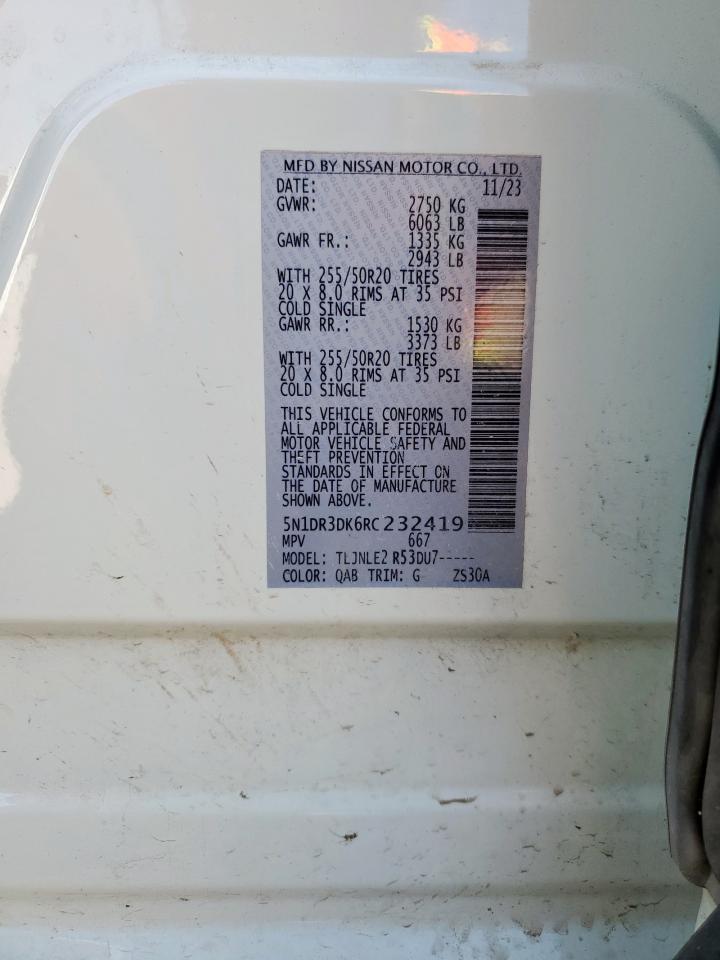 MFD BY NISSAN MOTOR CO., LTD.
DATE: 11/23
GVWR: 2750 KG
6063 LB
GAWR FR.: 1335 KG
2943 LB
WITH 255/50R20 TIRES
20 X 8.0 RIMS AT 35 PSI
COLD SINGLE
GAWR RR.: 1530 KG
3373 LB
WITH 255/50R20 TIRES
20 X 8.0 RIMS AT 35 PSI
COLD SINGLE
THIS VEHICLE CONFORMS TO
ALL APPLICABLE FEDERAL
MOTOR VEHICLE SAFETY AND
THEFT PREVENTION
STANDARDS IN EFFECT ON
THE DATE OF MANUFACTURE
SHOWN ABOVE.
5N1DR3DK6RC232419
MPV 667
MODEL: TLJNLE2 R53DU7-----
COLOR: QAB TRIM: G ZS30A